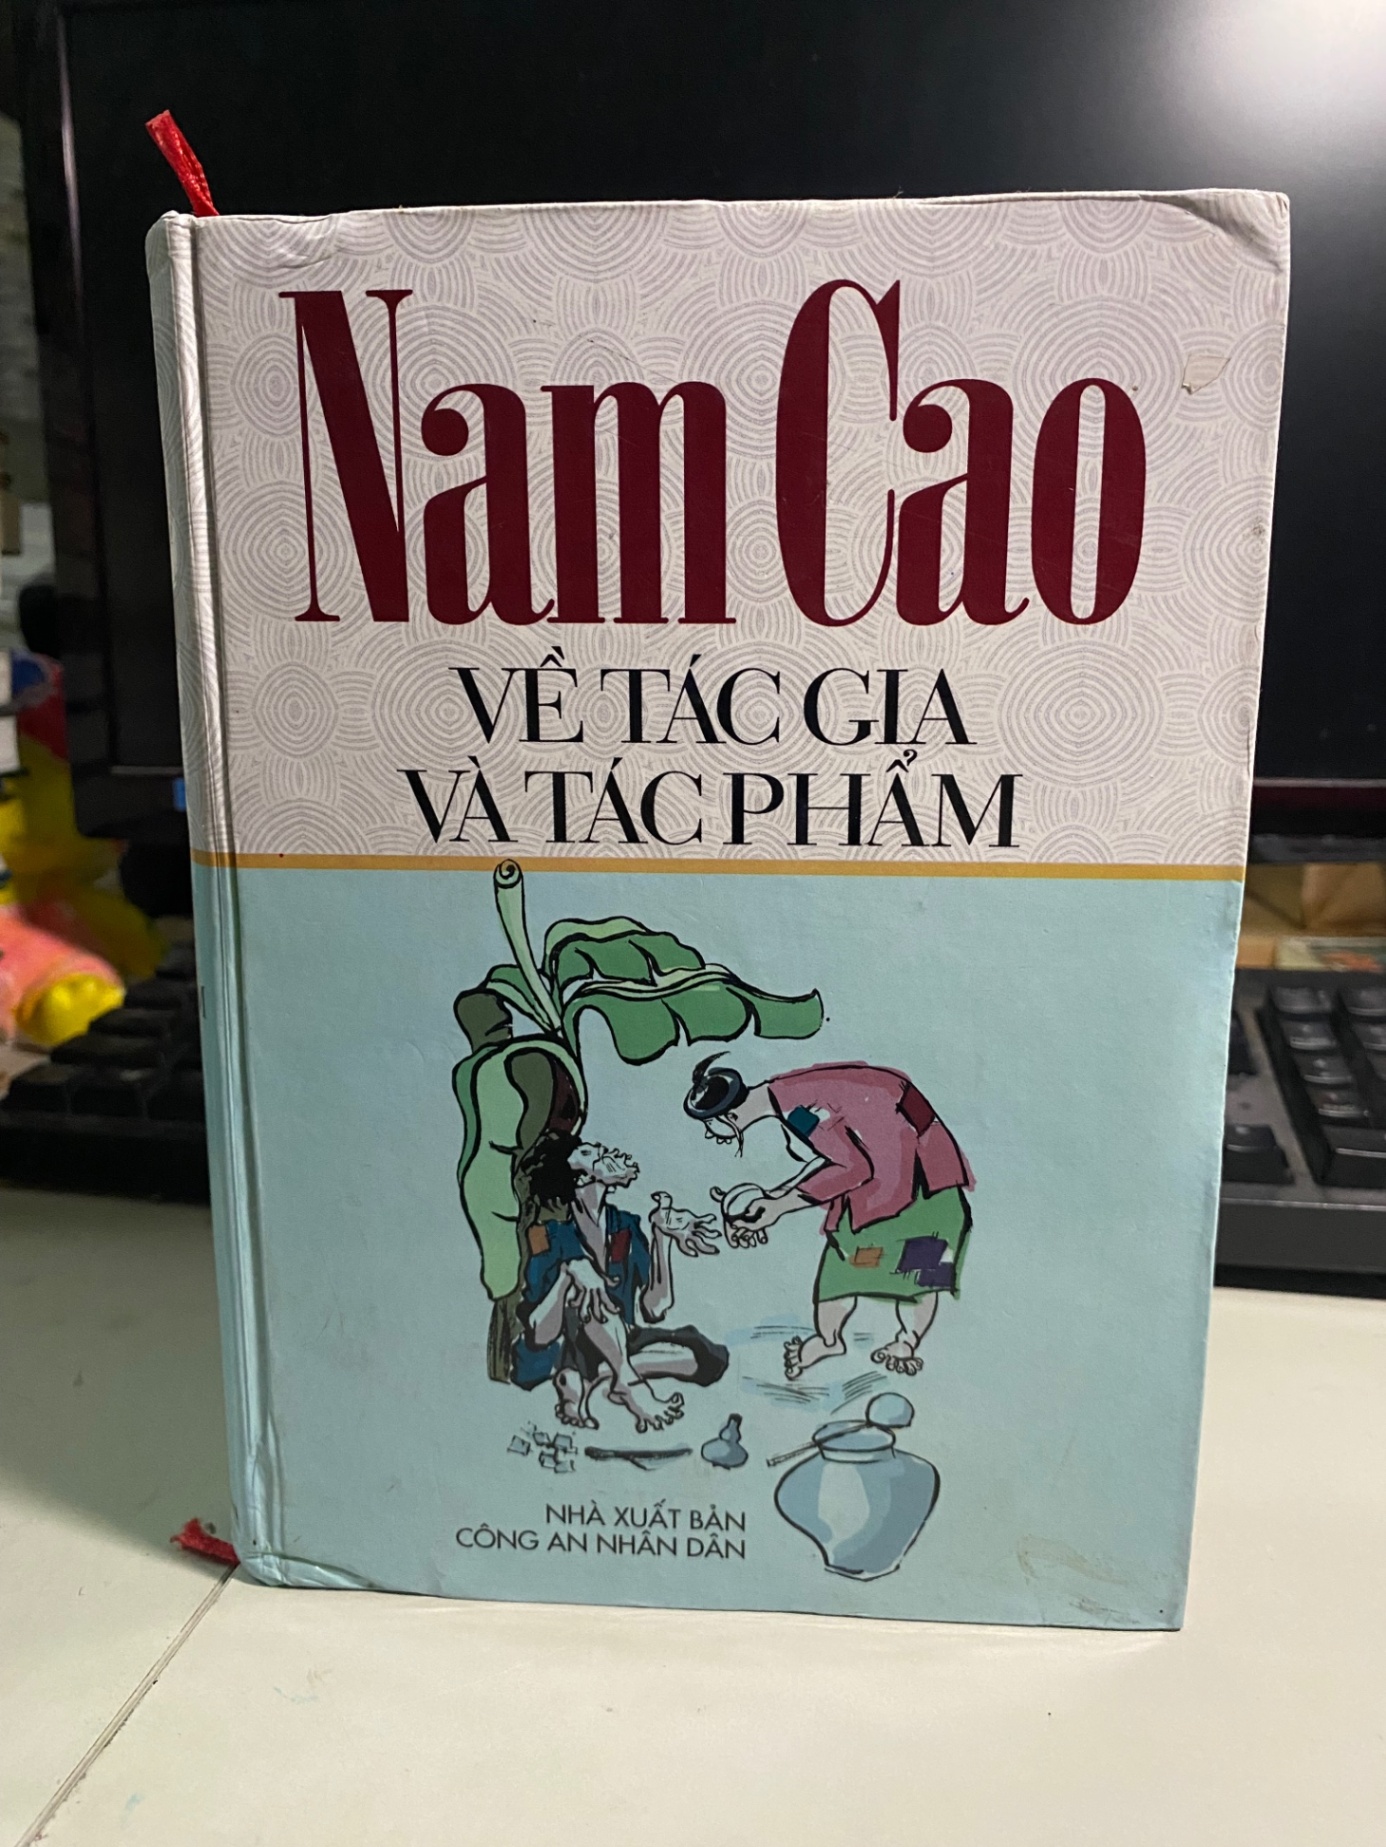 Nam Cao
VỀ TÁC GIA
VÀ TÁC PHẨM
NHÀ XUẤT BẢN
CÔNG AN NHÂN DÂN